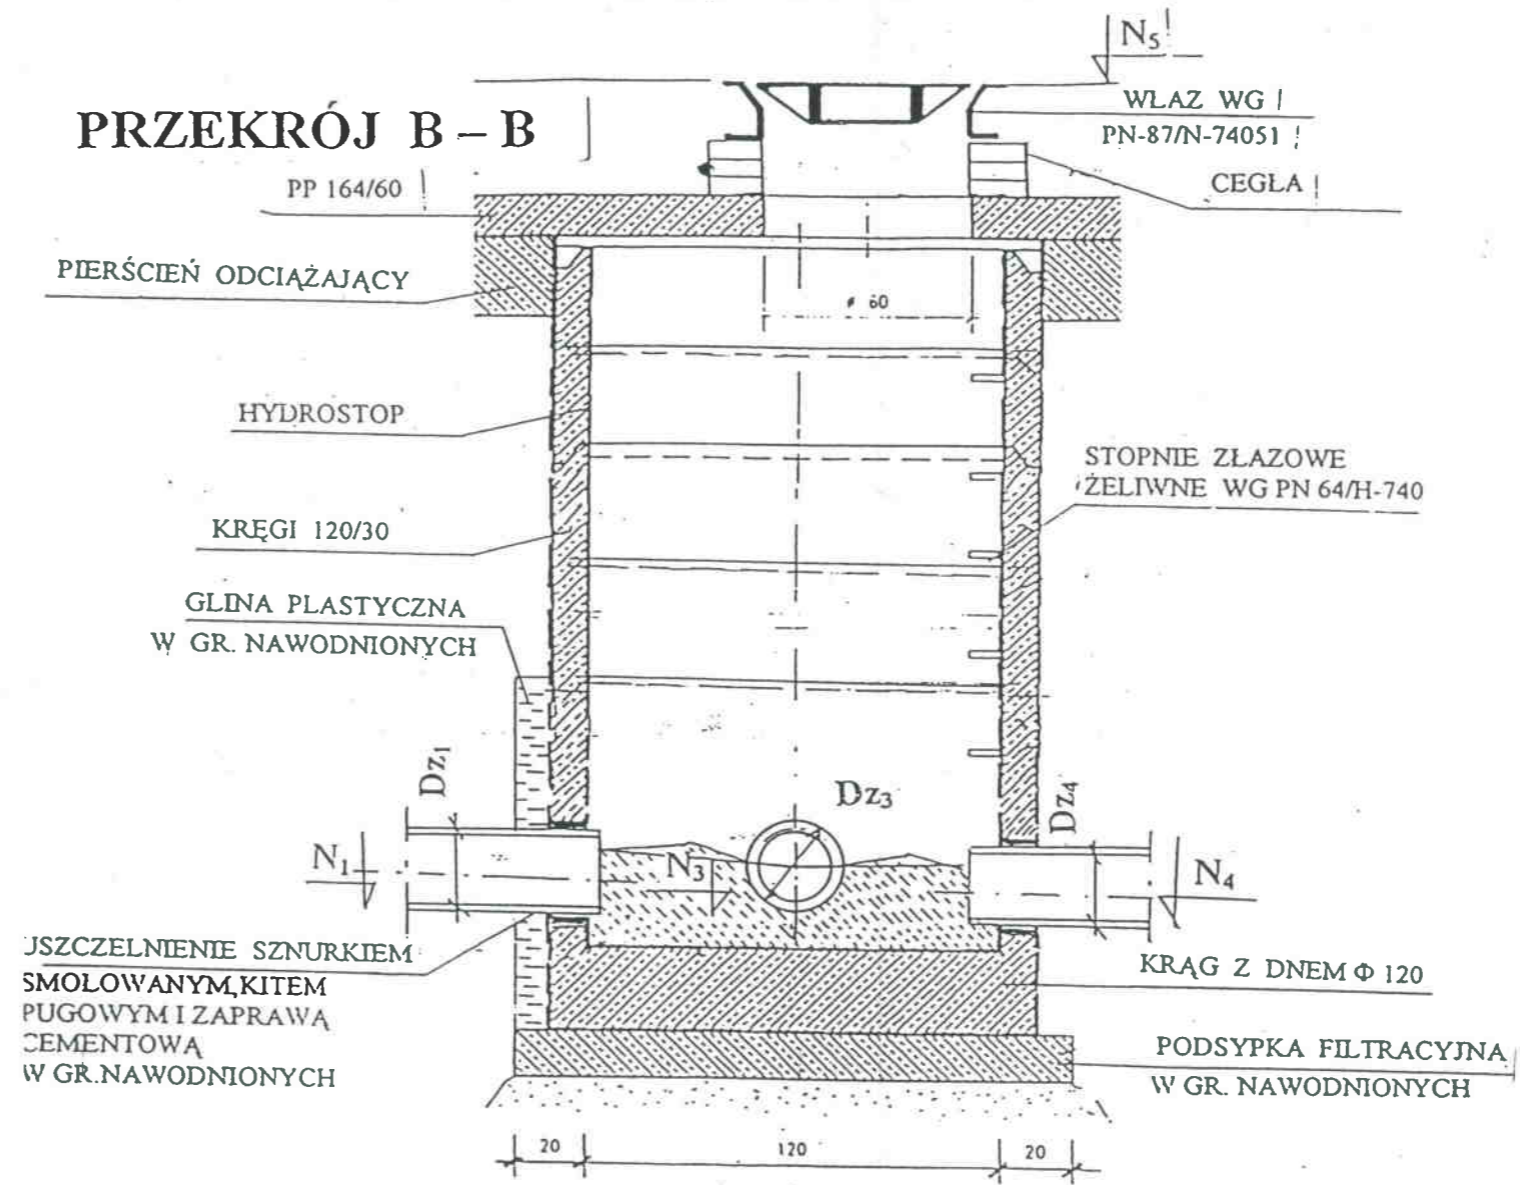 N5
WŁAZ WG
PN-87/N-74051
PRZEKRÓJ B – B
PP 164/60
CEGŁA
PIERŚCIEŃ ODCIĄŻAJĄCY
ø 60
HYDROSTOP
STOPNIE ZŁAZOWE
ŻELIWNE WG PN 64/H-740
KRĘGI 120/30
GLINA PLASTYCZNA
W GR. NAWODNIONYCH
Dz1
Dz3
Dz4
N1
N3
N4
USZCZELNIENIE SZNURKIEM
SMOŁOWANYM,KITEM
PUGOWYM I ZAPRAWĄ
CEMENTOWĄ
W GR.NAWODNIONYCH
KRĄG Z DNEM Φ 120
PODSYPKA FILTRACYJNA
W GR. NAWODNIONYCH
20
120
20